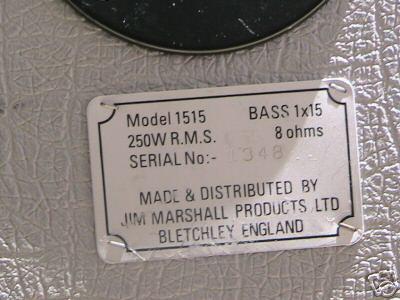 Model 1515 BASS 1x15
250W R.M.S. 8 ohms
SERIAL No:-
MADE & DISTRIBUTED BY
JIM MARSHALL PRODUCTS LTD
BLETCHLEY ENGLAND